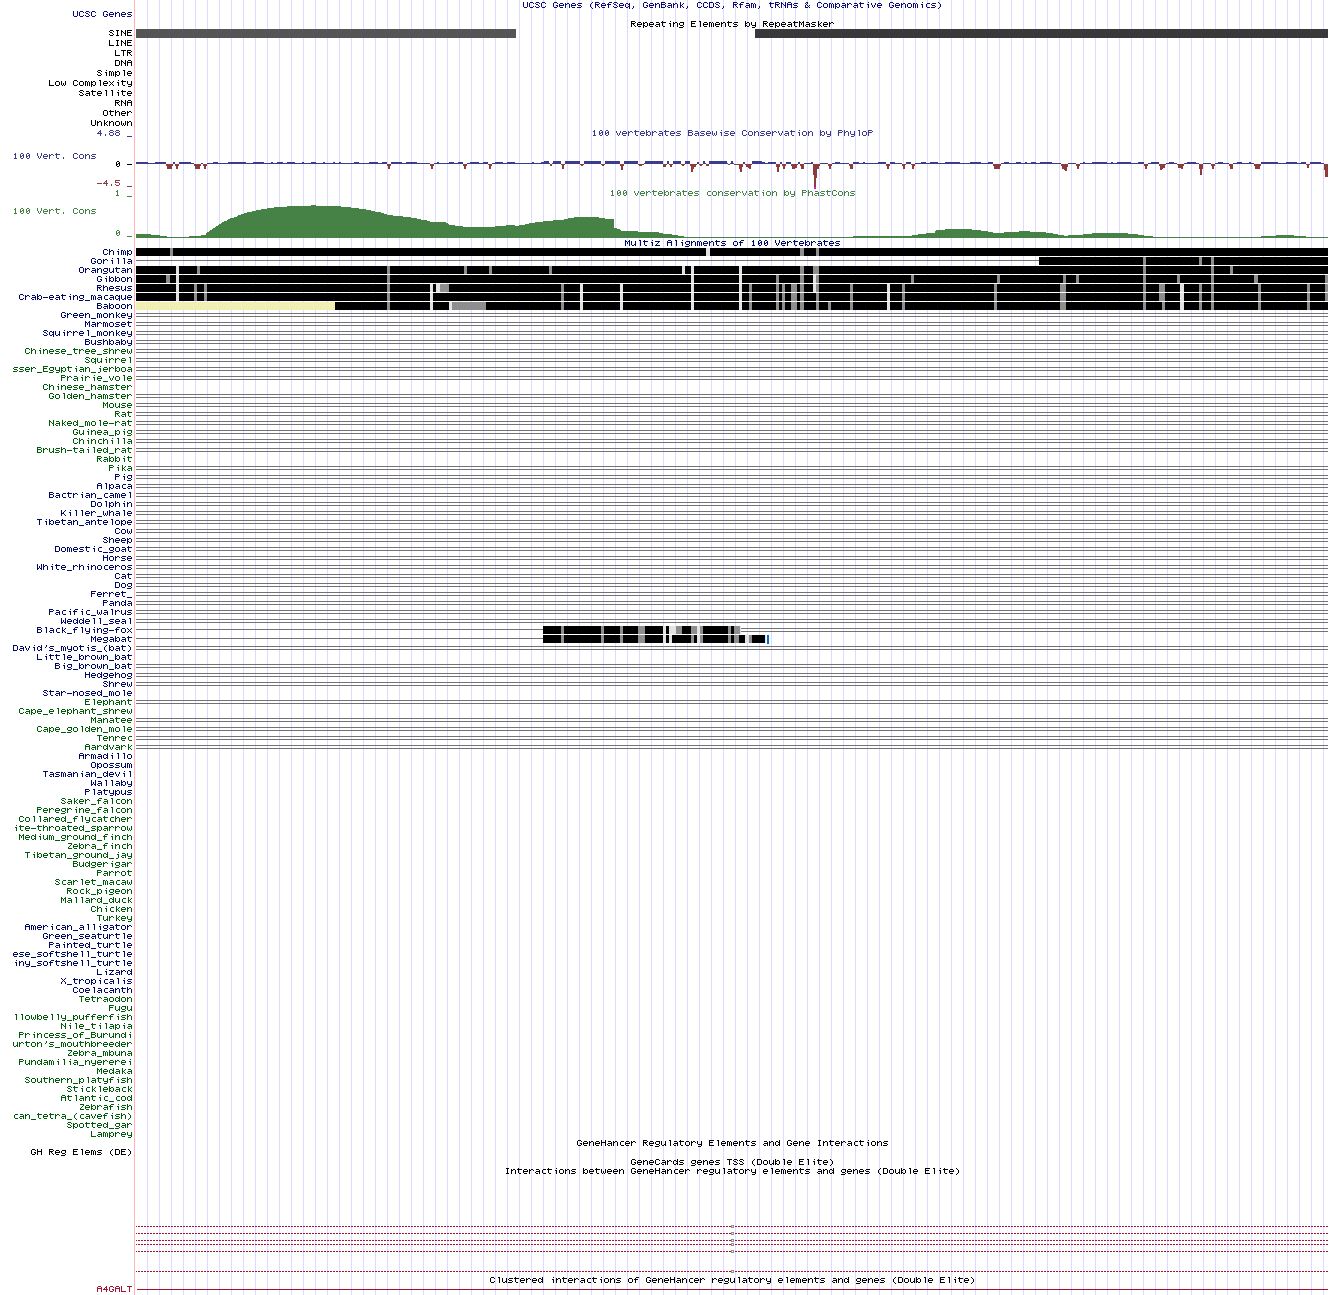 UCSC Genes (RefSeq, GenBank, CCDS, Rfam, tRNAs & Comparative Genomics)
UCSC Genes
Repeating Elements by RepeatMasker
SINE
LINE
LTR
DNA
Simple
Low Complexity
Satellite
RNA
Other
Unknown
4.88 _
100 vertebrates Basewise Conservation by PhyloP
100 Vert. Cons
0 -
-4.5 _
100 vertebrates conservation by PhastCons
1 _
100 Vert. Cons
0 _
Multiz Alignments of 100 Vertebrates
Chimp
Gorilla
Orangutan
Gibbon
Rhesus
Crab-eating_macaque
Baboon
Green_monkey
Marmoset
Squirrel_monkey
Bushbaby
Chinese_tree_shrew
Squirrel
sser_Egyptian_jerboa
Prairie_vole
Chinese_hamster
Golden_hamster
Mouse
Rat
Naked_mole-rat
Guinea_pig
Chinchilla
Brush-tailed_rat
Rabbit
Pika
Pig
Alpaca
Bactrian_camel
Dolphin
Killer_whale
Tibetan_antelope
Cow
Sheep
Domestic_goat
Horse
White_rhinoceros
Cat
Dog
Ferret_
Panda
Pacific_walrus
Weddell_seal
Black_flying-fox
Megabat
David's_myotis_(bat)
Little_brown_bat
Big_brown_bat
Hedgehog
Shrew
Star-nosed_mole
Elephant
Cape_elephant_shrew
Manatee
Cape_golden_mole
Tenrec
Aardvark
Armadillo
Opossum
Tasmanian_devil
Wallaby
Platypus
Saker_falcon
Peregrine_falcon
Collared_flycatcher
ite-throated_sparrow
Medium_ground_finch
Zebra_finch
Tibetan_ground_jay
Budgerigar
Parrot
Scarlet_macaw
Rock_pigeon
Mallard_duck
Chicken
Turkey
American_alligator
Green_seaturtle
Painted_turtle
ese_softshell_turtle
iny_softshell_turtle
Lizard
X_tropicalis
Coelacanth
Tetraodon
Fugu
llowbelly_pufferfish
Nile_tilapia
Princess_of_Burundi
urton's_mouthbreeder
Zebra_mbuna
Pundamilia_nyererei
Medaka
Southern_platyfish
Stickleback
Atlantic_cod
Zebrafish
can_tetra_(cavefish)
Spotted_gar
Lamprey
GeneHancer Regulatory Elements and Gene Interactions
GH Reg Elems (DE)
GeneCards genes TSS (Double Elite)
Interactions between GeneHancer regulatory elements and genes (Double Elite)
Clustered interactions of GeneHancer regulatory elements and genes (Double Elite)
A4GALT